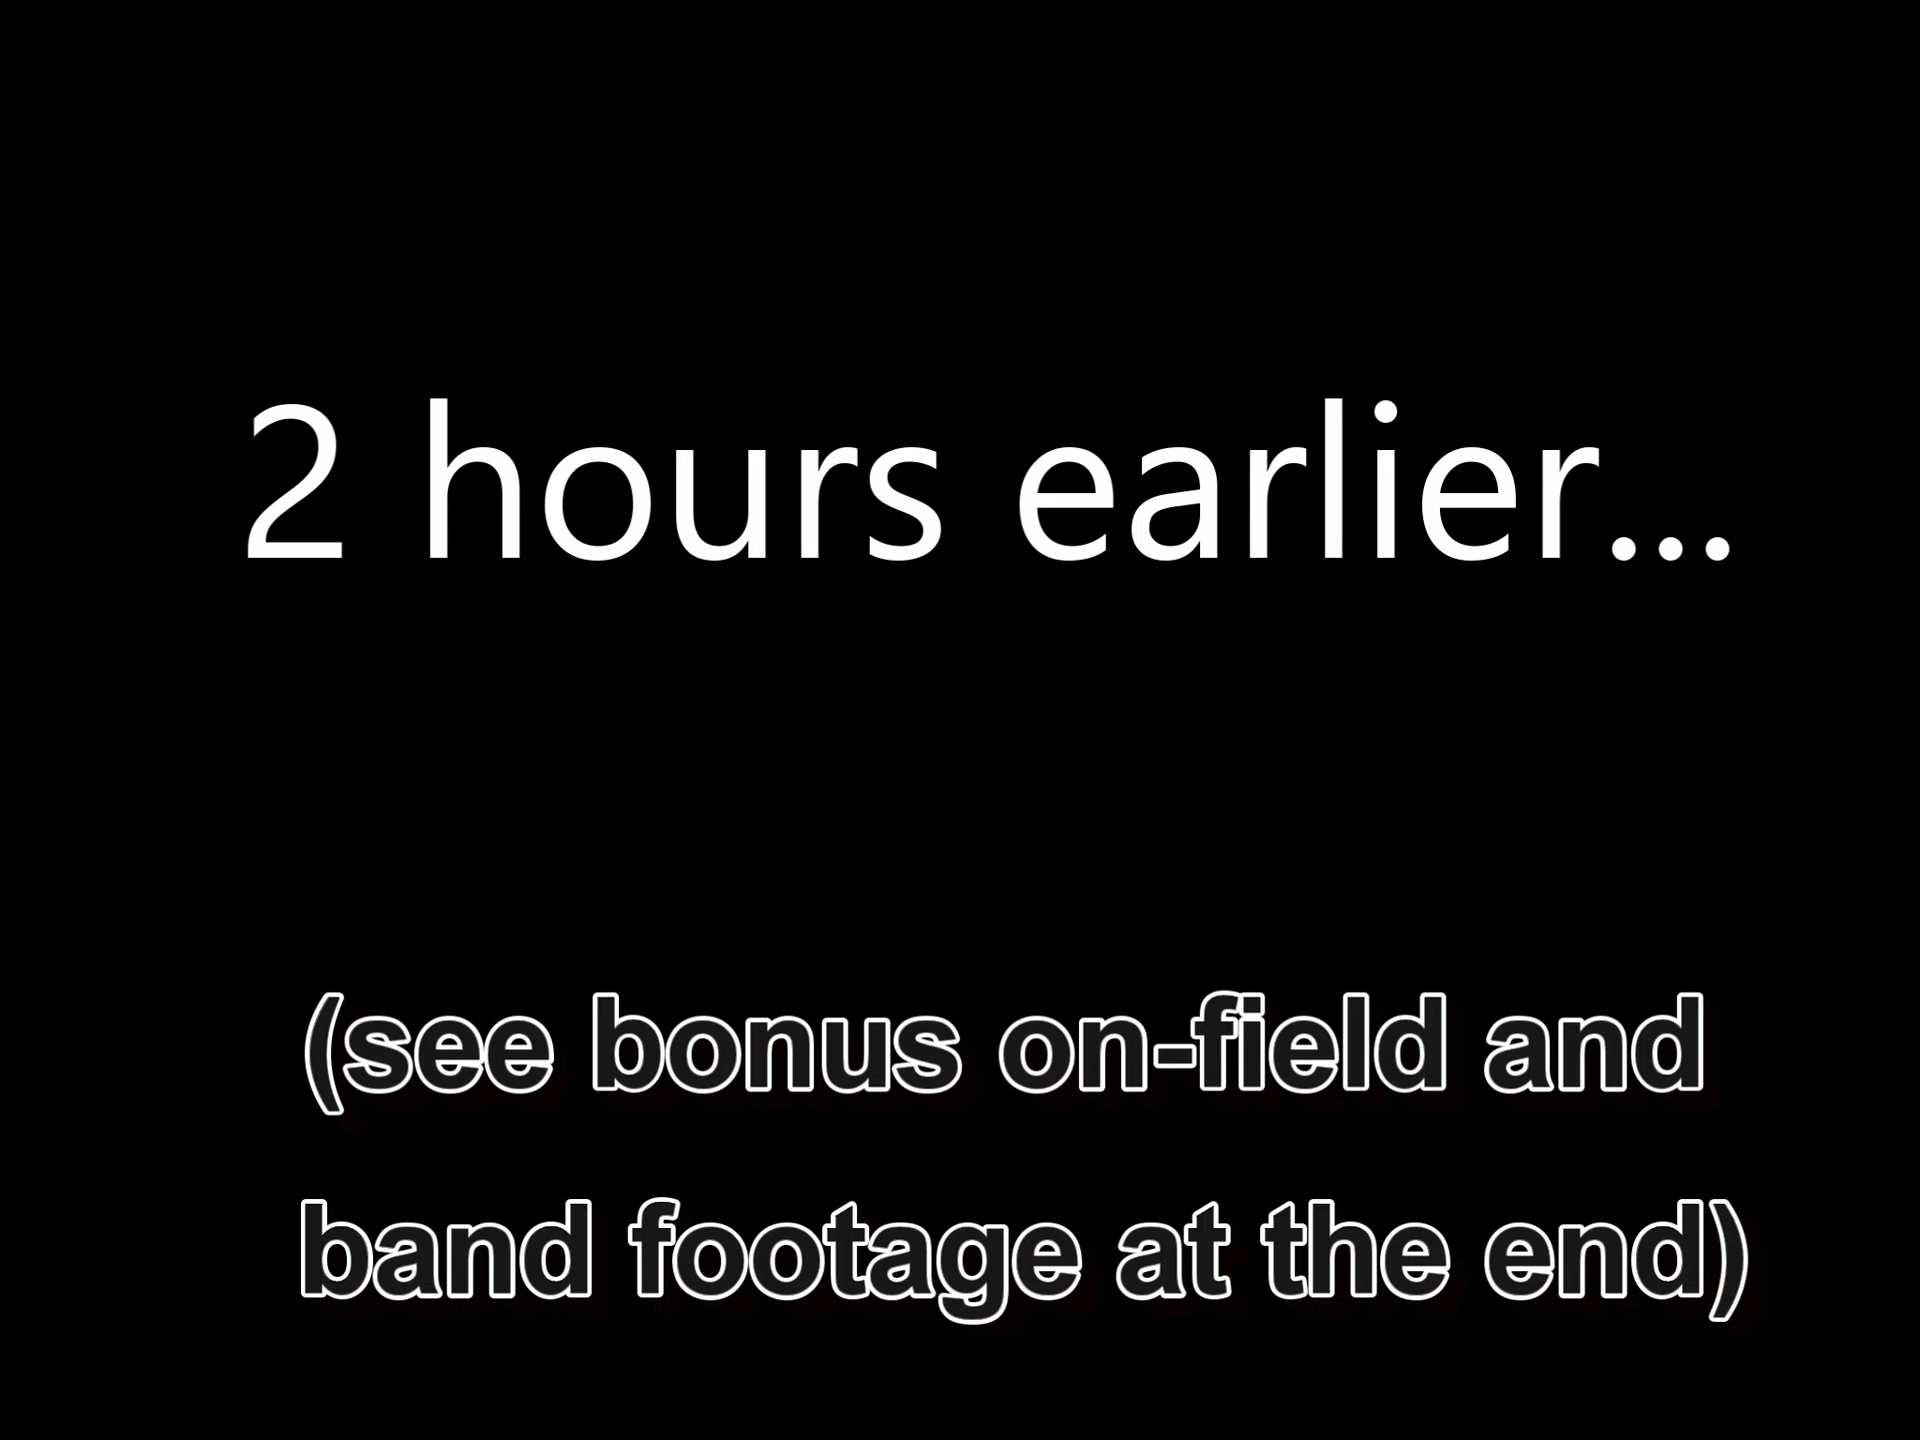 2 hours earlier...
(see bonus on-field and
band footage at the end)